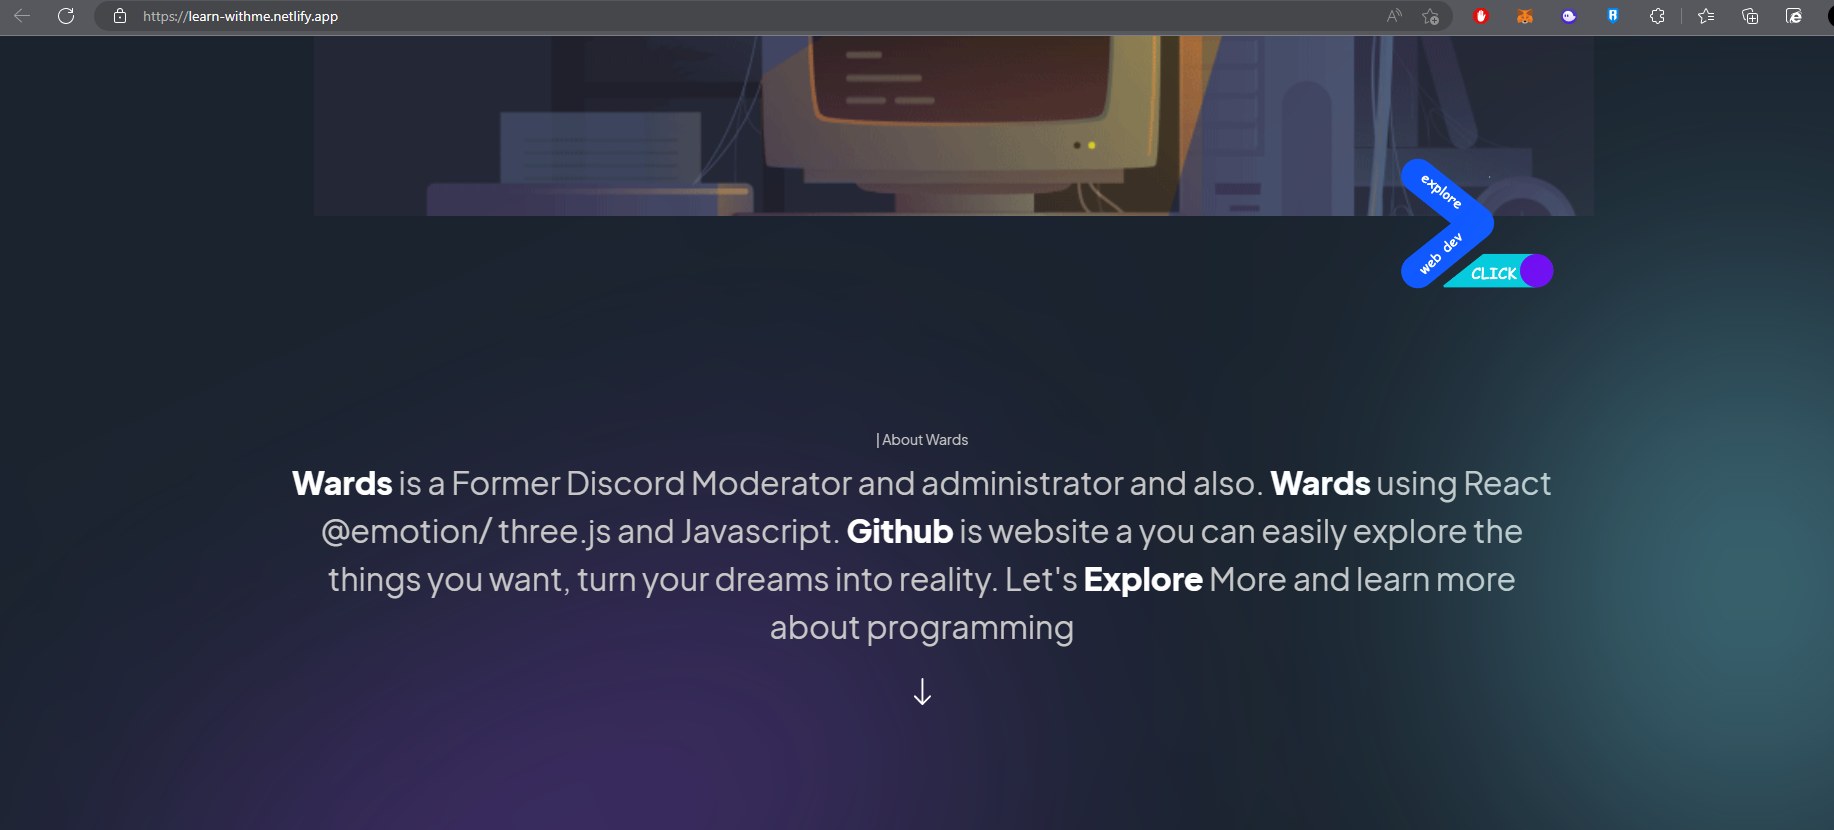 https://learn-withme.netlify.app
explore
web dev
CLICK
| About Wards
Wards is a Former Discord Moderator and administrator and also. Wards using React
@emotion/ three.js and Javascript. Github is website a you can easily explore the
things you want, turn your dreams into reality. Let's Explore More and learn more
about programming